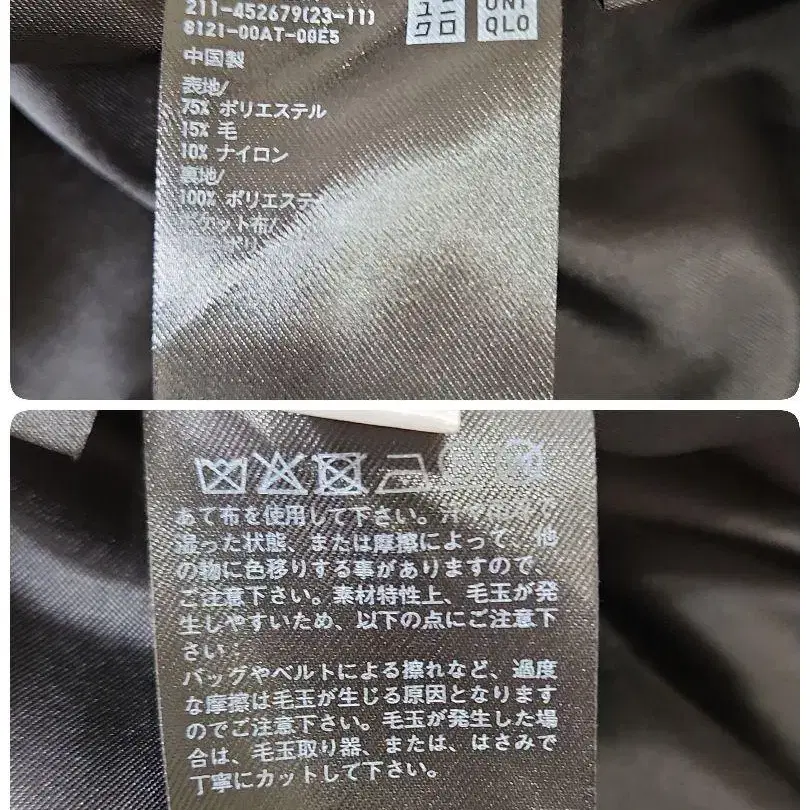 211-452679(23-11)
8121-00AT-00E5
ユニ
クロ
UNI
QLO
中国製
表地/
75% ポリエステル
15% 毛
10% ナイロン
裏地/
100% ポリエステ
ケット布/
あて布を使用して下さい。
湿った状態、または摩擦によって、他
の物に色移りする事がありますので、
ご注意下さい。素材特性上、毛玉が発
生しやすいため、以下の点にご注意下
さい：
バッグやベルトによる擦れなど、過度
な摩擦は毛玉が生じる原因となります
のでご注意下さい。毛玉が発生した場
合は、毛玉取り器、または、はさみで
丁寧にカットして下さい。